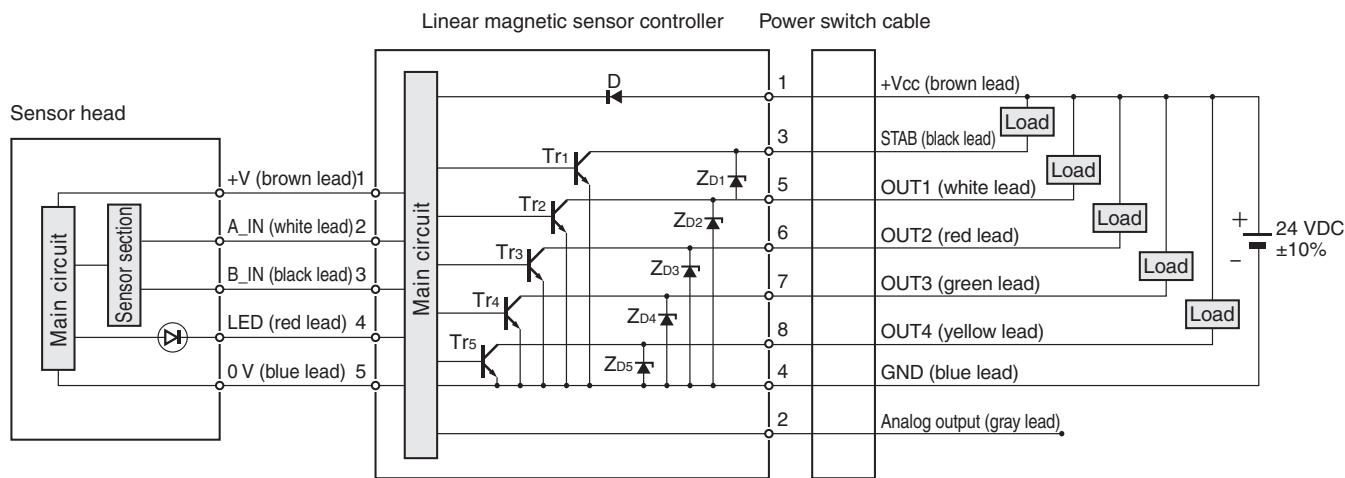 Linear magnetic sensor controller
Power switch cable
Sensor head
D
1
+Vcc (brown lead)
Load
3
STAB (black lead)
Tr1
ZD1
Load
+V (brown lead) 1
5
OUT1 (white lead)
Tr2
ZD2
Load
A_IN (white lead) 2
6
OUT2 (red lead)
+
24 VDC
±10%
−
Tr3
ZD3
Load
B_IN (black lead) 3
7
OUT3 (green lead)
Tr4
ZD4
Load
LED (red lead) 4
8
OUT4 (yellow lead)
Tr5
ZD5
0 V (blue lead) 5
4
GND (blue lead)
2
Analog output (gray lead)
Main circuit
Sensor section
Main circuit